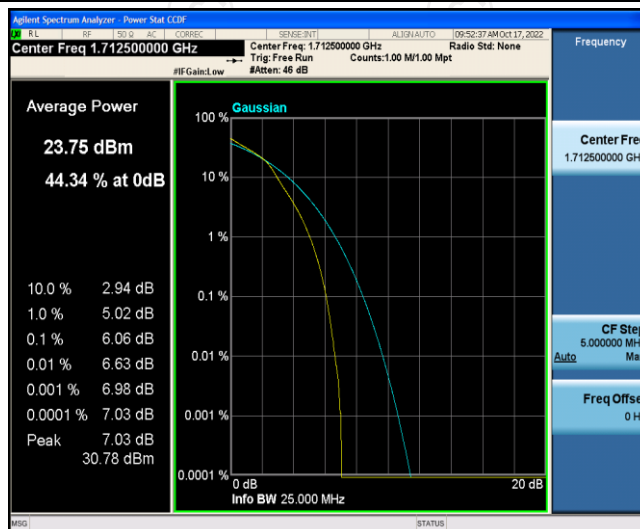 Agilent Spectrum Analyzer - Power Stat CCDF
RL RF 50 Ω AC CORREC SENSE:INT ALIGNAUTO 09:52:37 AM Oct 17, 2022
Center Freq 1.712500000 GHz
Center Freq: 1.712500000 GHz Radio Std: None
Trig: Free Run Counts:1.00 M/1.00 Mpt
#IFGain:Low #Atten: 46 dB
Frequency
Average Power
23.75 dBm
44.34 % at 0dB
10.0 % 2.94 dB
1.0 % 5.02 dB
0.1 % 6.06 dB
0.01 % 6.63 dB
0.001 % 6.98 dB
0.0001 % 7.03 dB
Peak 7.03 dB
30.78 dBm
Gaussian
100 %
10 %
1 %
0.1 %
0.01 %
0.001 %
0.0001 %
0 dB 20 dB
Info BW 25.000 MHz
Center Fre
1.712500000 GH
CF Ste
5.000000 MH
Auto Ma
Freq Offse
0 H
MSG STATUS